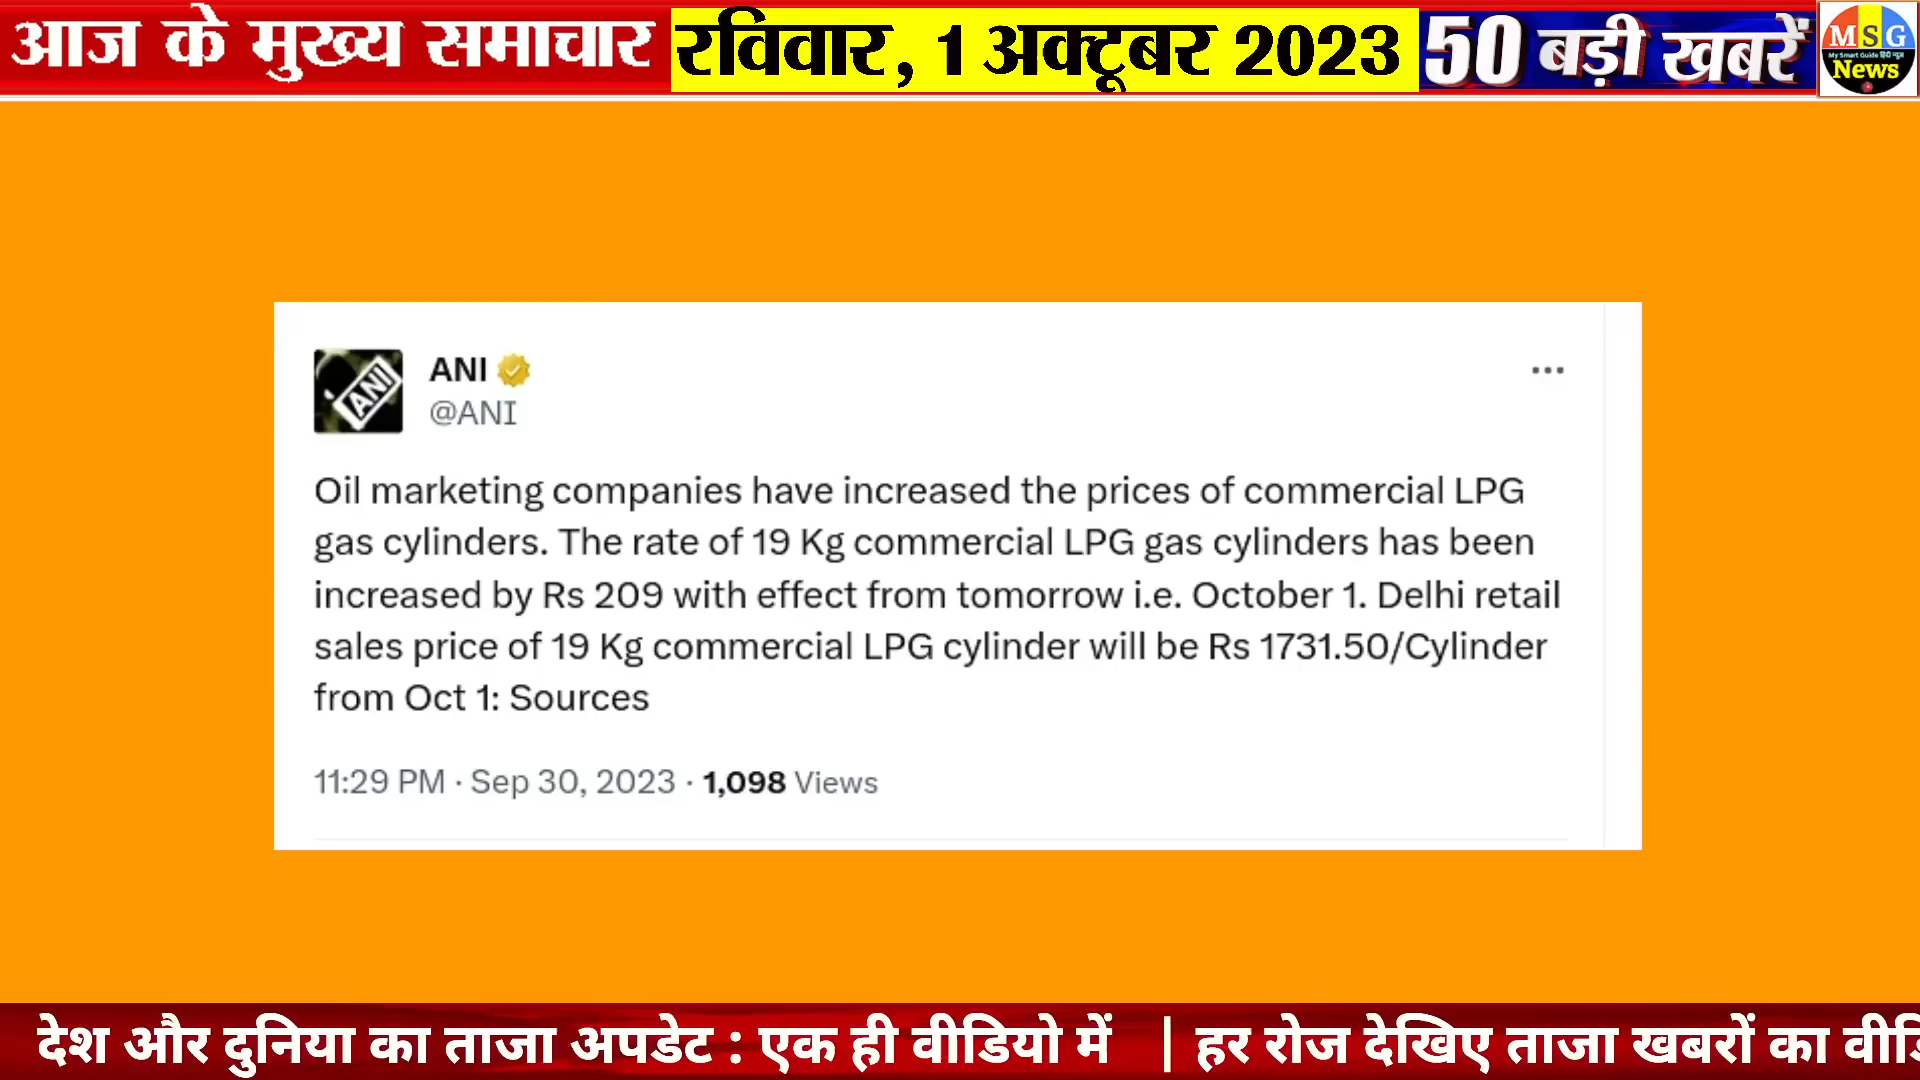 आज के मुख्य समाचार
रविवार, 1 अक्टूबर 2023
50 बड़ी खबरें
MSG
My Smart Guide हिंदी न्यूज़
News
ANI
ANI
@ANI
Oil marketing companies have increased the prices of commercial LPG
gas cylinders. The rate of 19 Kg commercial LPG gas cylinders has been
increased by Rs 209 with effect from tomorrow i.e. October 1. Delhi retail
sales price of 19 Kg commercial LPG cylinder will be Rs 1731.50/Cylinder
from Oct 1: Sources
11:29 PM · Sep 30, 2023 · 1,098 Views
देश और दुनिया का ताजा अपडेट : एक ही वीडियो में | हर रोज देखिए ताजा खबरों का